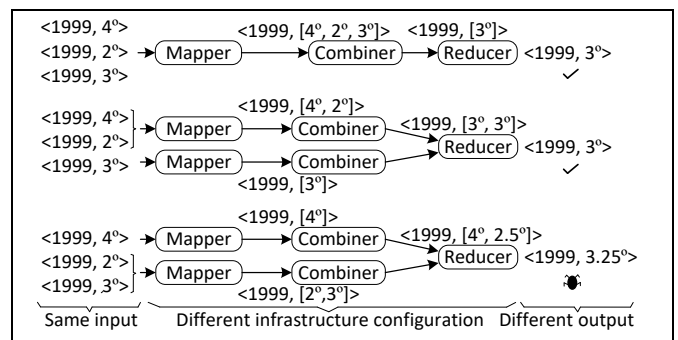 <1999, 4º>
<1999, [4º, 2º, 3º]> <1999, [3º]>
<1999, 2º> Mapper Combiner Reducer <1999, 3º>
<1999, 3º>
<1999, [4º, 2º]>
<1999, 4º> Mapper Combiner <1999, [3º, 3º]>
<1999, 2º> Reducer <1999, 3º>
<1999, 3º> Mapper Combiner
<1999, [3º]>
<1999, [4º]>
<1999, 4º> Mapper Combiner <1999, [4º, 2.5º]>
<1999, 2º> Reducer <1999, 3.25º>
<1999, 3º> Mapper Combiner
<1999, [2º,3º]>
Same input Different infrastructure configuration Different output